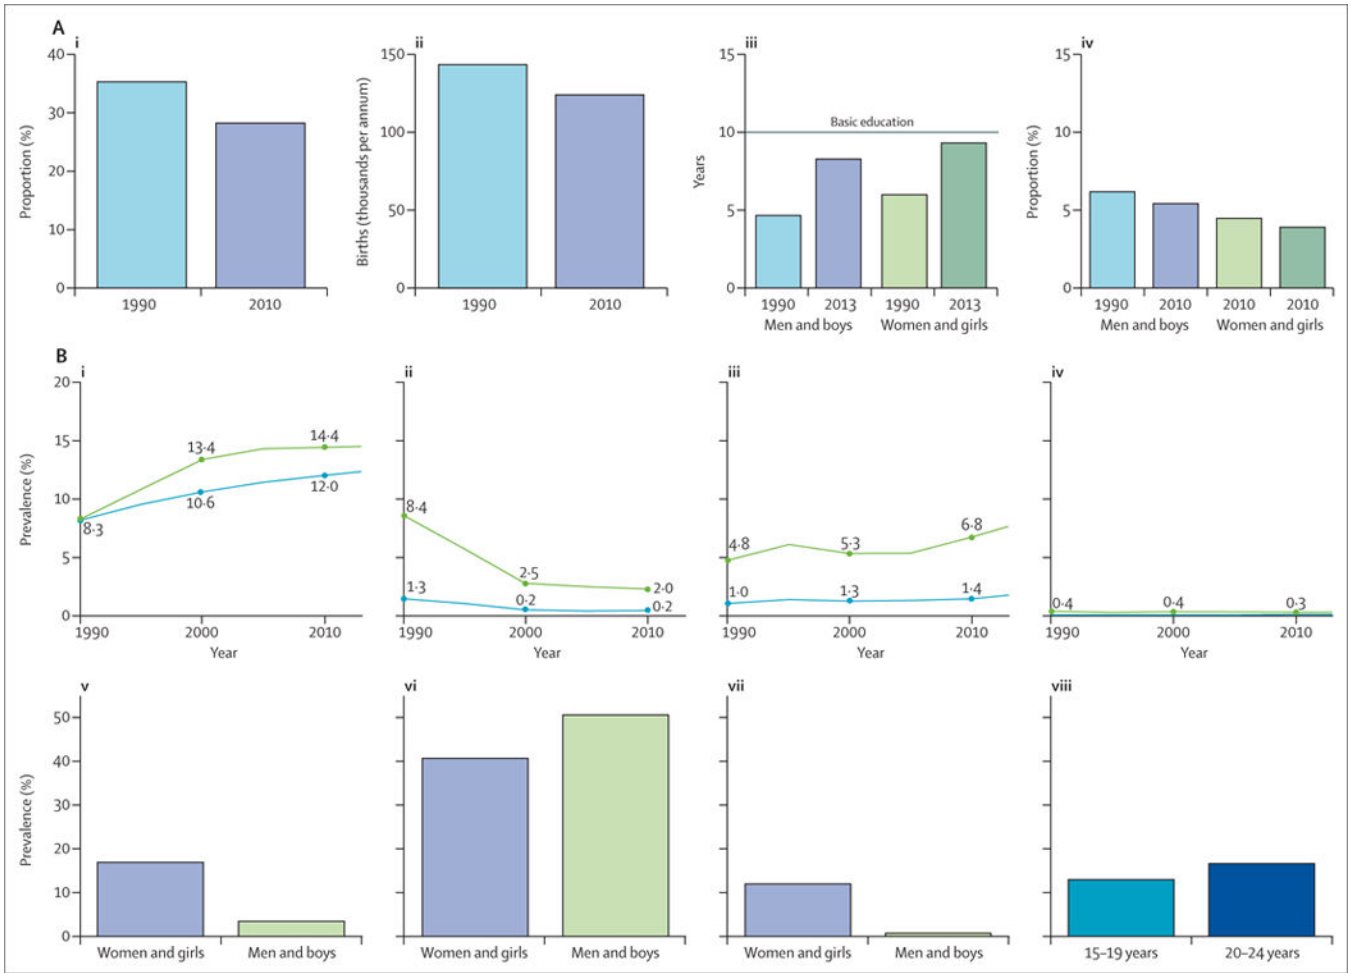 A
i
40
30
20
10
0
Proportion (%)
1990
2010
ii
150
100
50
0
Births (thousands per annum)
1990
2010
iii
15
10
5
0
Years
Basic education
1990
2013
1990
2013
Men and boys
Women and girls
iv
15
10
5
0
Proportion (%)
1990
2010
2010
2010
Men and boys
Women and girls
B
i
20
15
10
5
0
Prevalence (%)
8·3
13·4
10·6
14·4
12·0
1990
2000
2010
Year
ii
8·4
1·3
2·5
0·2
2·0
0·2
1990
2000
2010
Year
iii
4·8
1·0
5·3
1·3
6·8
1·4
1990
2000
2010
Year
iv
0·4
0·4
0·3
1990
2000
2010
Year
v
50
40
30
20
10
0
Prevalence (%)
Women and girls
Men and boys
vi
Women and girls
Men and boys
vii
Women and girls
Men and boys
viii
15–19 years
20–24 years